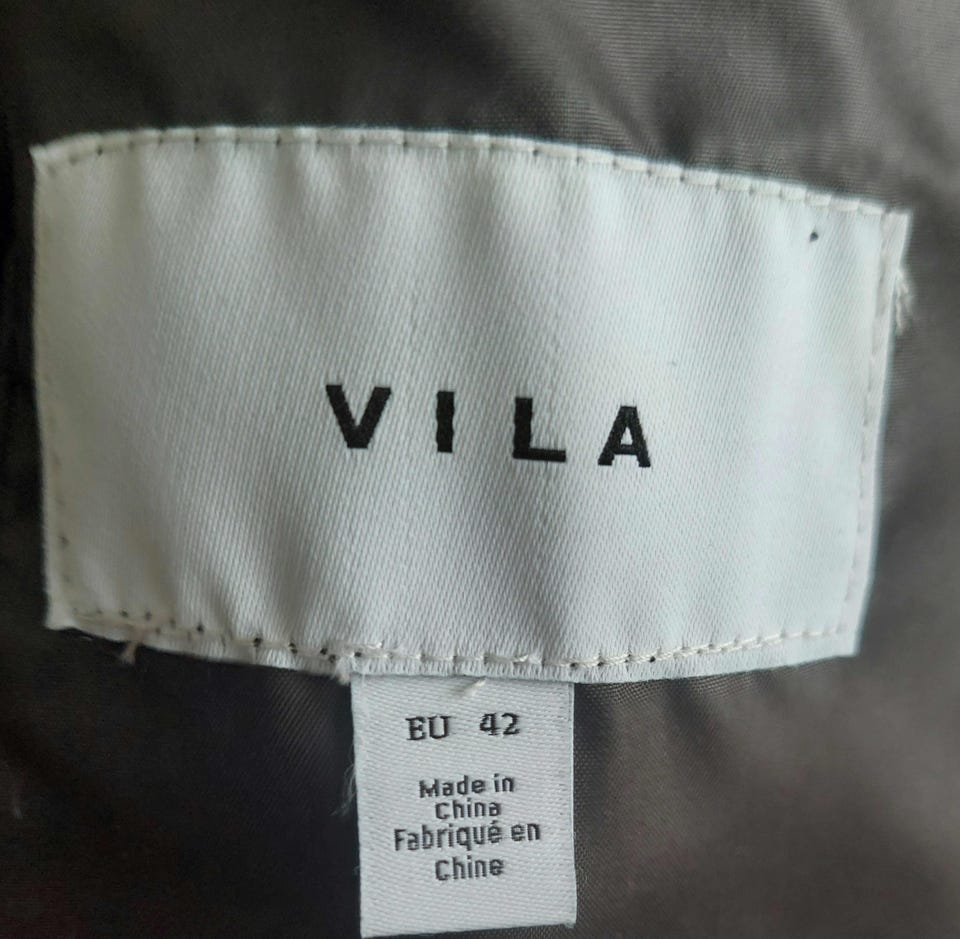 VILA
EU 42
Made in
China
Fabriqué en
Chine